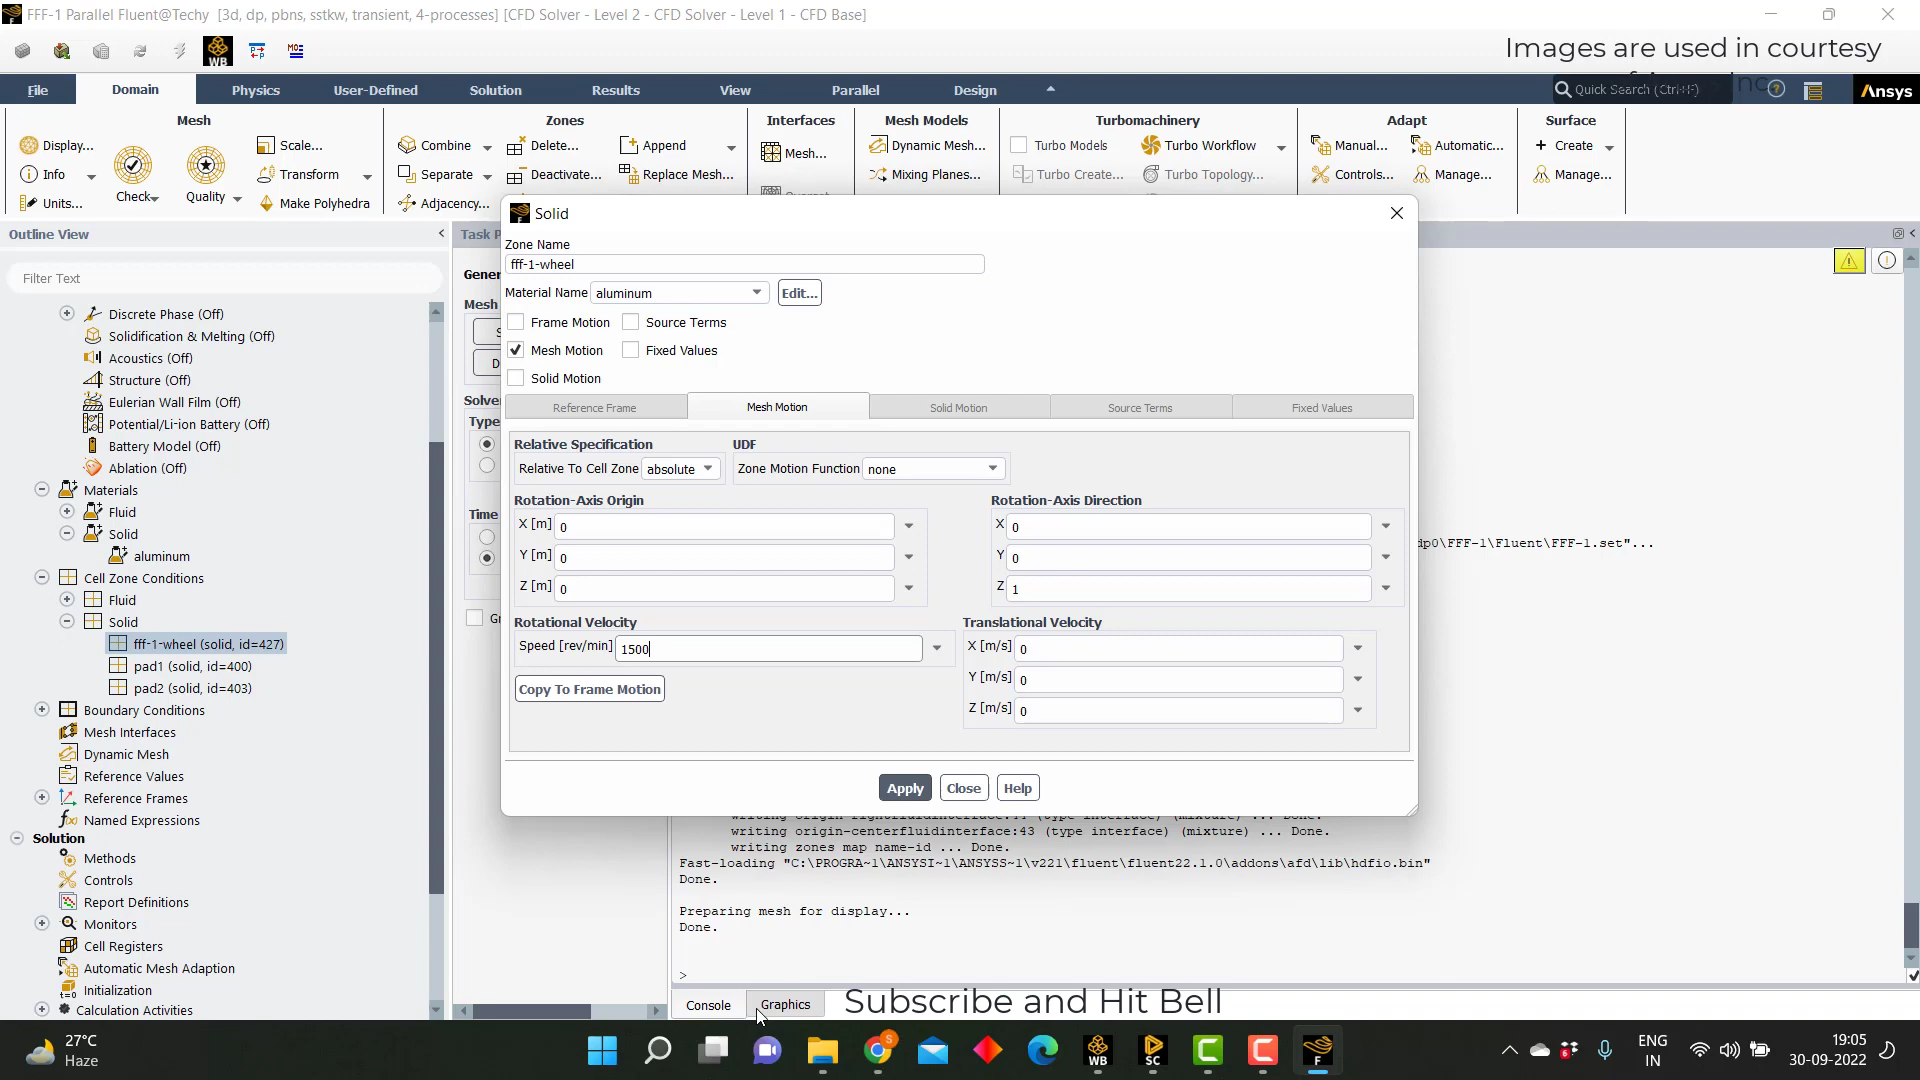 FFF-1 Parallel Fluent@Techy [3d, dp, pbns, sstkw, transient, 4-processes] [CFD Solver - Level 2 - CFD Solver - Level 1 - CFD Base]
WB
Images are used in courtesy
File Domain Physics User-Defined Solution Results View Parallel Design
Quick Search (Ctrl+F)
Ansys
Mesh
Display...
Info
Units...
Check
Quality
Scale...
Transform
Make Polyhedra
Zones
Combine
Separate
Adjacency...
Delete...
Deactivate...
Append
Replace Mesh...
Interfaces
Mesh...
Mesh Models
Dynamic Mesh...
Mixing Planes...
Turbomachinery
Turbo Models
Turbo Create...
Turbo Workflow
Turbo Topology...
Adapt
Manual...
Controls...
Automatic...
Manage...
Surface
Create
Manage...
Outline View
Filter Text
Discrete Phase (Off)
Solidification & Melting (Off)
Acoustics (Off)
Structure (Off)
Eulerian Wall Film (Off)
Potential/Li-ion Battery (Off)
Battery Model (Off)
Ablation (Off)
Materials
Fluid
Solid
aluminum
Cell Zone Conditions
Fluid
Solid
fff-1-wheel (solid, id=427)
pad1 (solid, id=400)
pad2 (solid, id=403)
Boundary Conditions
Mesh Interfaces
Dynamic Mesh
Reference Values
Reference Frames
Named Expressions
Solution
Methods
Controls
Report Definitions
Monitors
Cell Registers
Automatic Mesh Adaption
Initialization
Calculation Activities
Task P
Gener
Mesh
S
D
Solver
Type
Time
Gr
Solid
Zone Name
fff-1-wheel
Material Name aluminum Edit...
Frame Motion Source Terms
Mesh Motion Fixed Values
Solid Motion
Reference Frame Mesh Motion Solid Motion Source Terms Fixed Values
Relative Specification UDF
Relative To Cell Zone absolute Zone Motion Function none
Rotation-Axis Origin Rotation-Axis Direction
X [m] 0 X 0
Y [m] 0 Y 0
Z [m] 0 Z 1
Rotational Velocity Translational Velocity
Speed [rev/min] 1500 X [m/s] 0
Copy To Frame Motion Y [m/s] 0
Z [m/s] 0
Apply Close Help
dp0\FFF-1\Fluent\FFF-1.set"...
writing origin-centerfluidinterface:43 (type interface) (mixture) ... Done.
writing zones map name-id ... Done.
Fast-loading "C:\PROGRA~1\ANSYSI~1\ANSYSS~1\v221\fluent\fluent22.1.0\addons\afd\lib\hdfio.bin"
Done.
Preparing mesh for display...
Done.
>
Console Graphics
Subscribe and Hit Bell
27°C
Haze
S
WB
SC
F
6
ENG
IN
19:05
30-09-2022